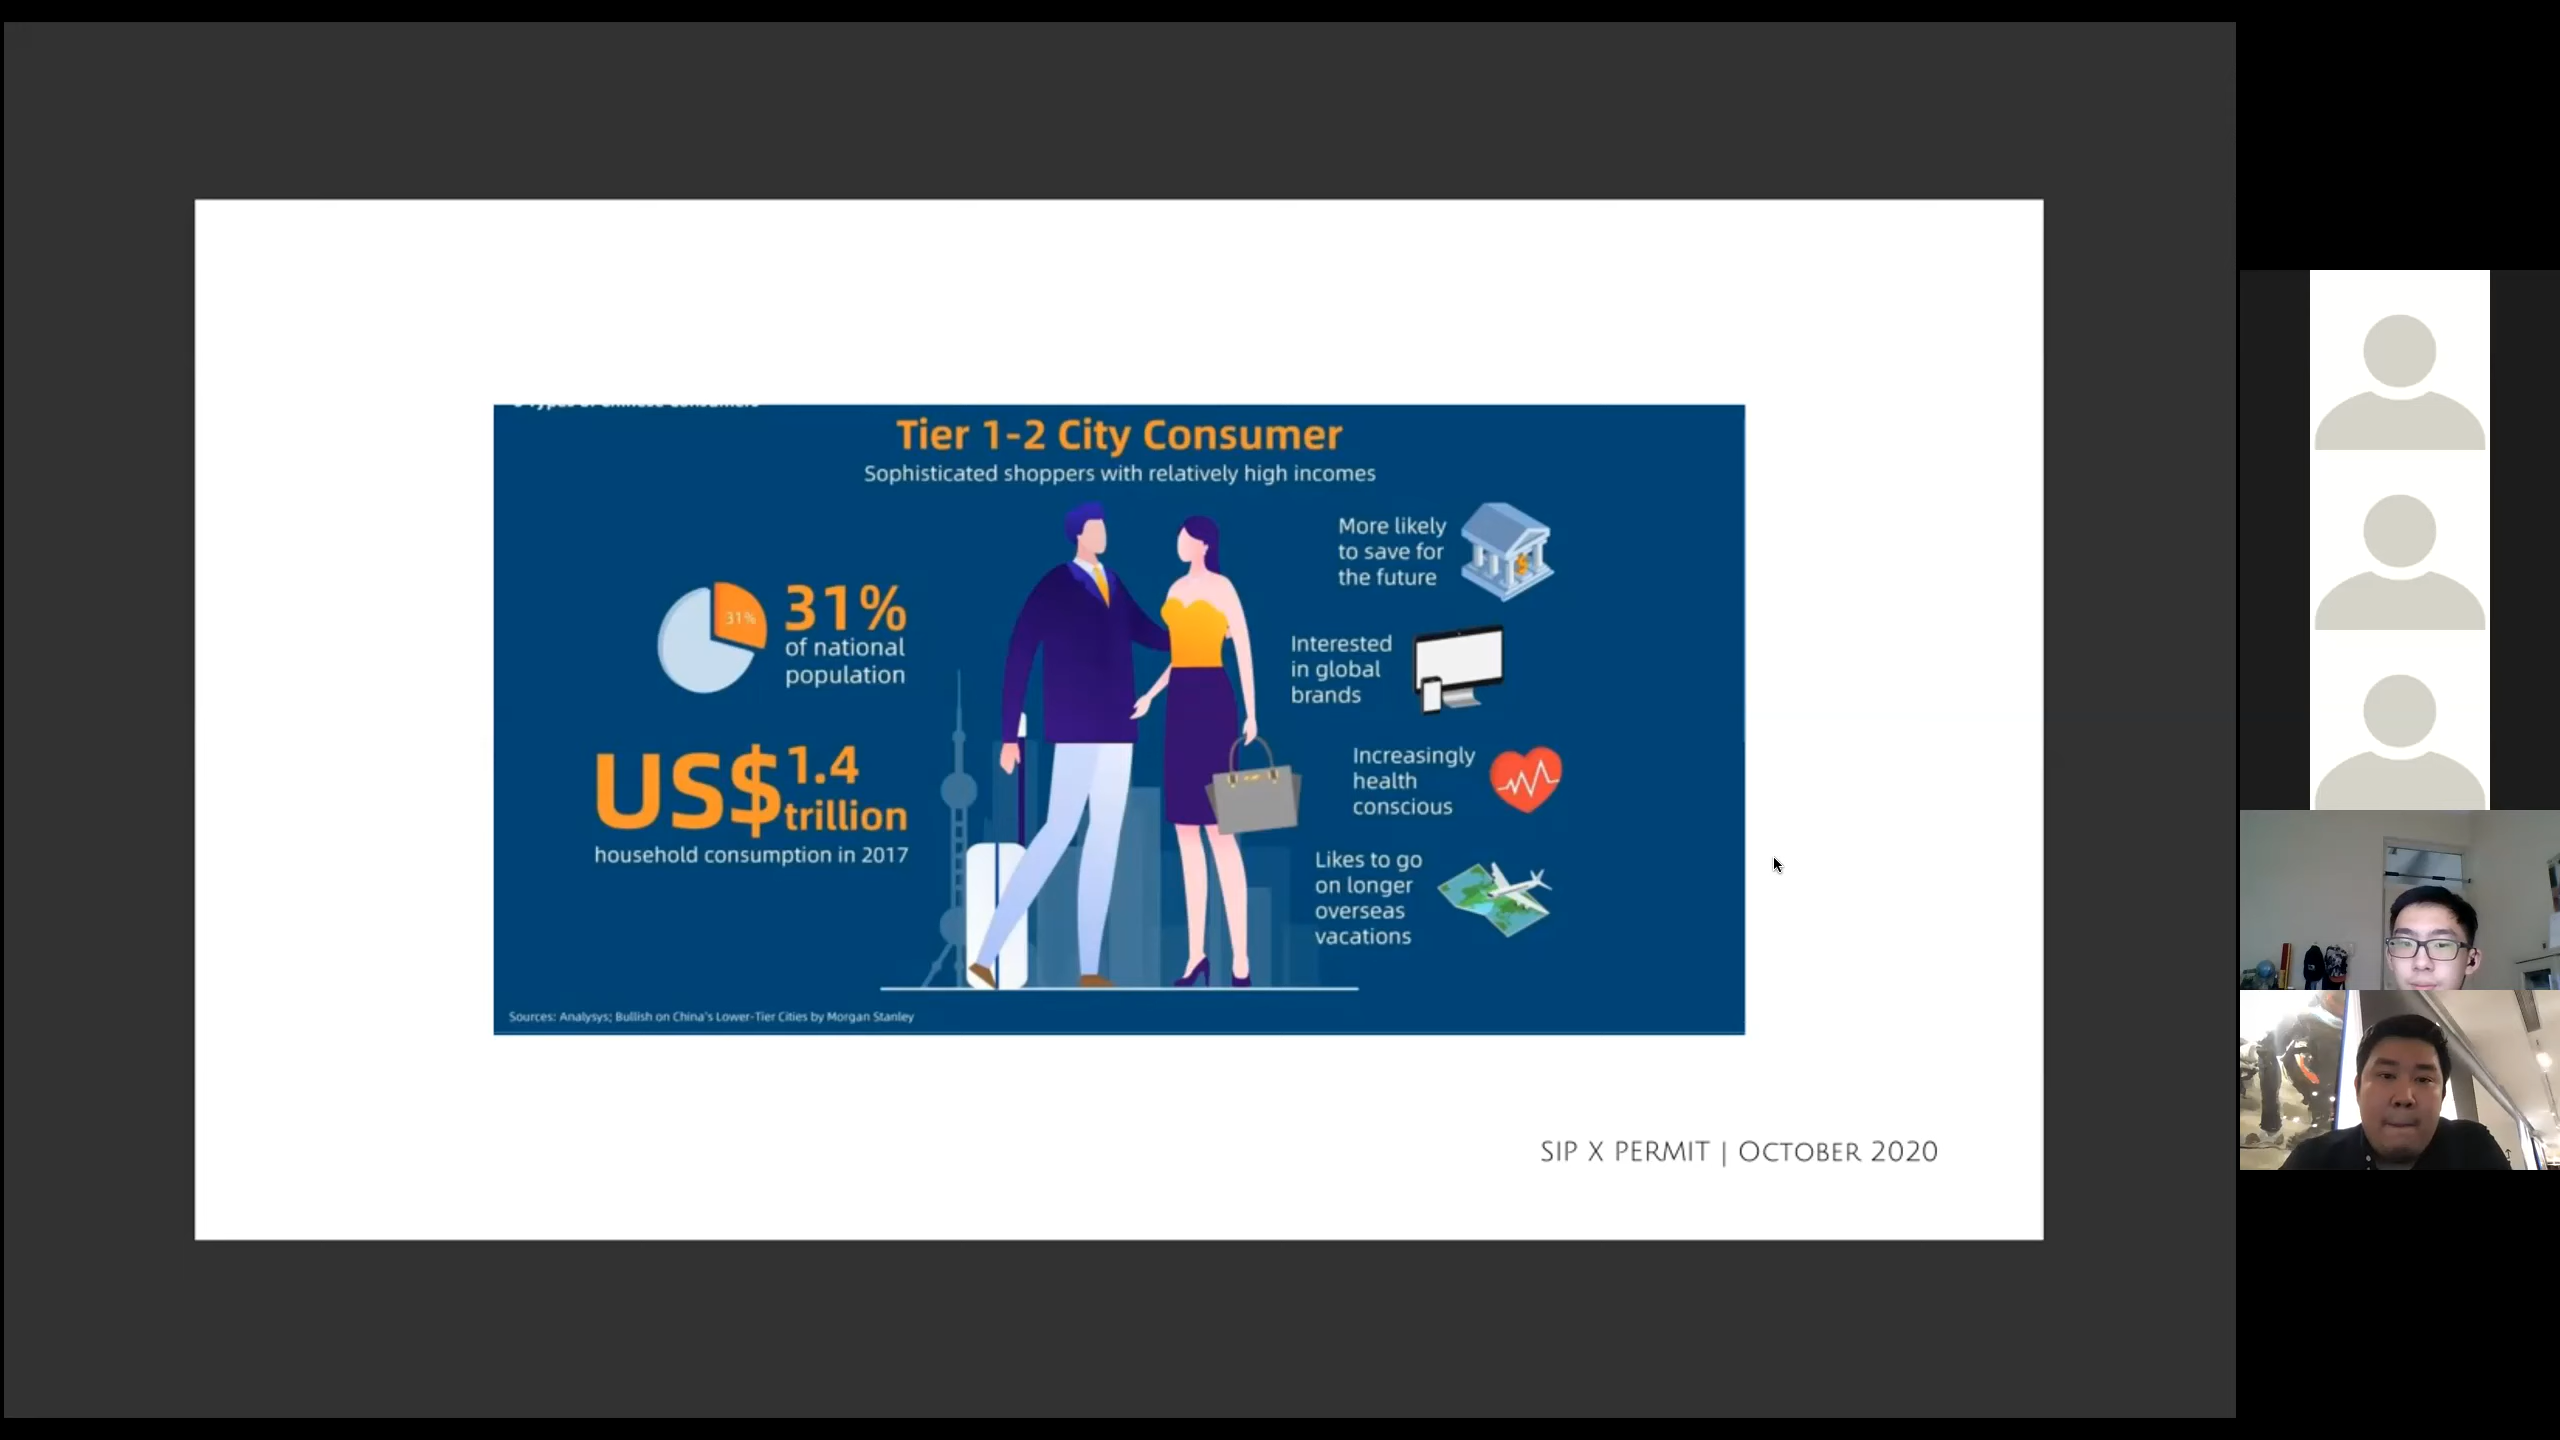 Tier 1-2 City Consumer
Sophisticated shoppers with relatively high incomes
31%
31%
of national
population
US$1.4
trillion
household consumption in 2017
More likely
to save for
the future
Interested
in global
brands
Increasingly
health
conscious
Likes to go
on longer
overseas
vacations
Sources: Analysys; Bullish on China's Lower-Tier Cities by Morgan Stanley
SIP X PERMIT | OCTOBER 2020